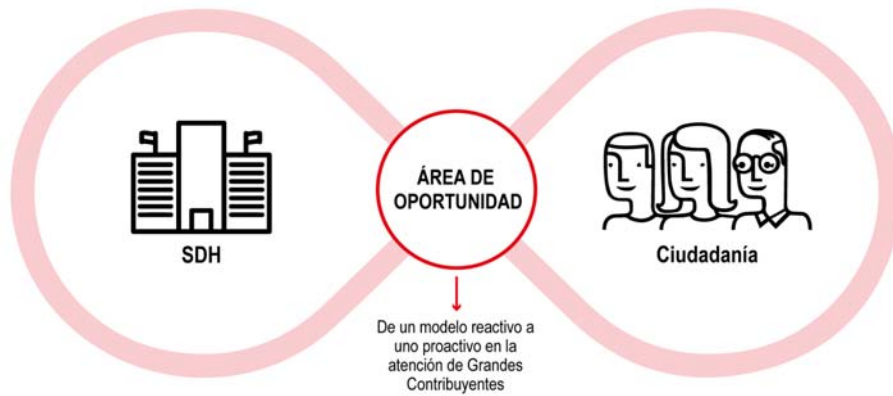 ÁREA DE
OPORTUNIDAD
SDH
Ciudadanía
De un modelo reactivo a
uno proactivo en la
atención de Grandes
Contribuyentes